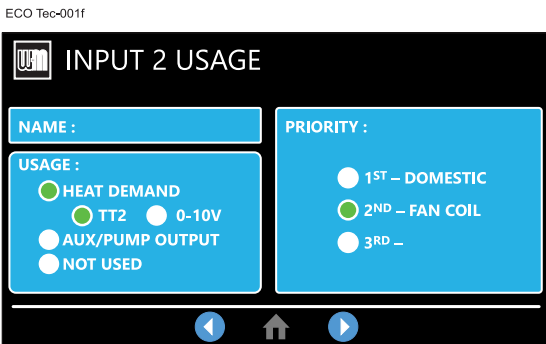 ECO Tec-001f
WM INPUT 2 USAGE
NAME :
USAGE :
HEAT DEMAND
TT2 0-10V
AUX/PUMP OUTPUT
NOT USED
PRIORITY :
1ST – DOMESTIC
2ND – FAN COIL
3RD –